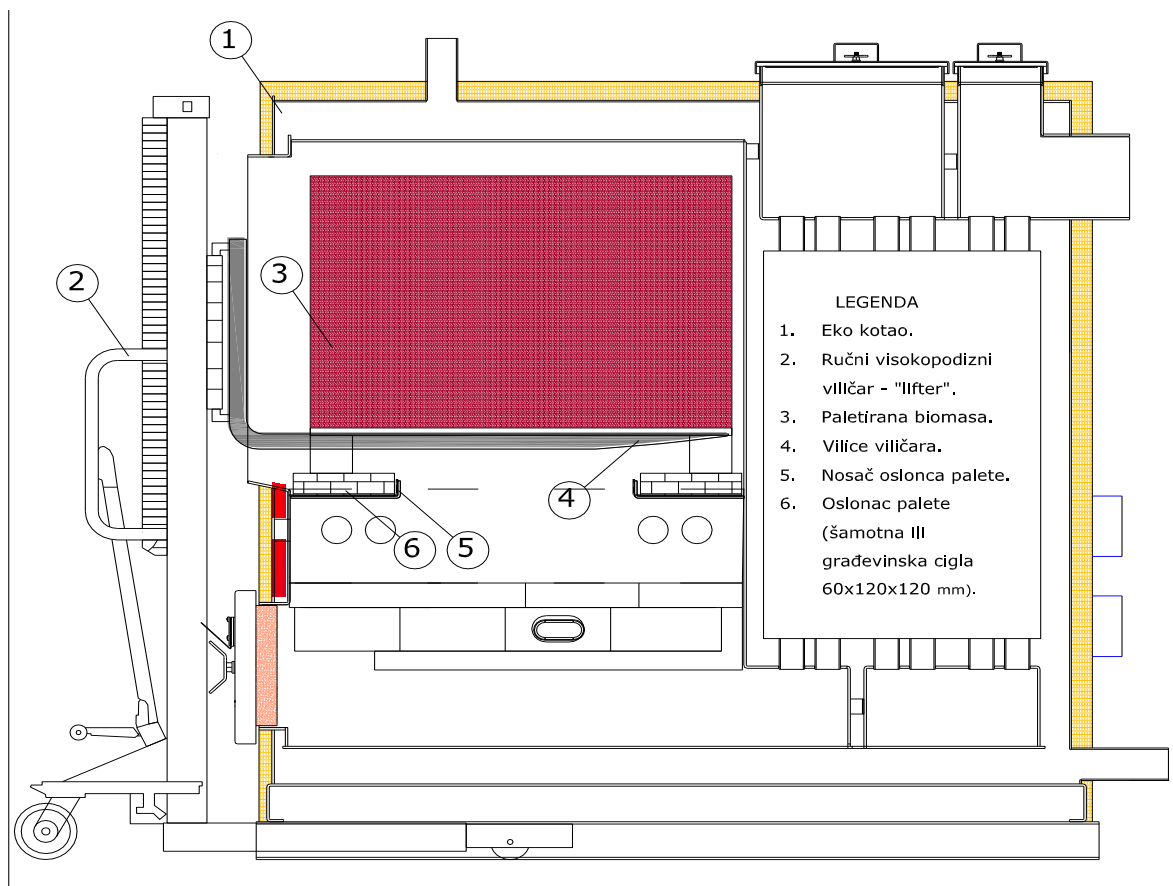 1
2
3
4
5
6
LEGENDA
1. Eko kotao.
2. Ručni visokopodizni
viličar - "lifter".
3. Paletirana biomasa.
4. Vilice viličara.
5. Nosač oslonca palete.
6. Oslonac palete
(šamotna ili
građevinska cigla
60x120x120 mm).